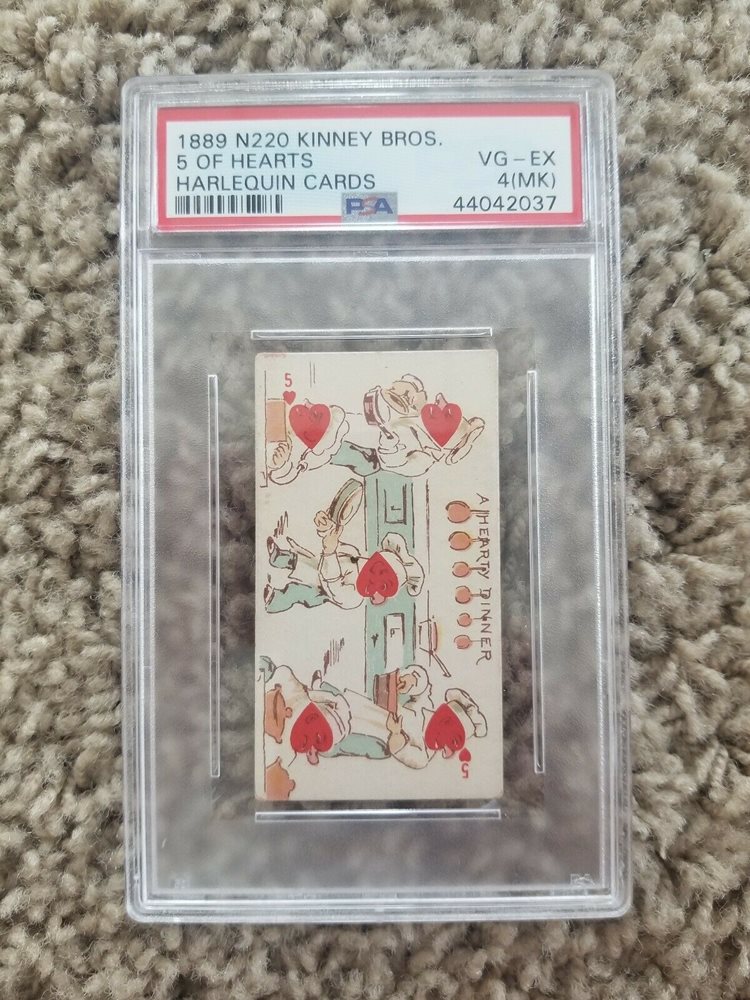 1889 N220 KINNEY BROS.
5 OF HEARTS
HARLEQUIN CARDS
VG-EX
4(MK)
44042037
PSA
5
A HEARTY DINNER
5